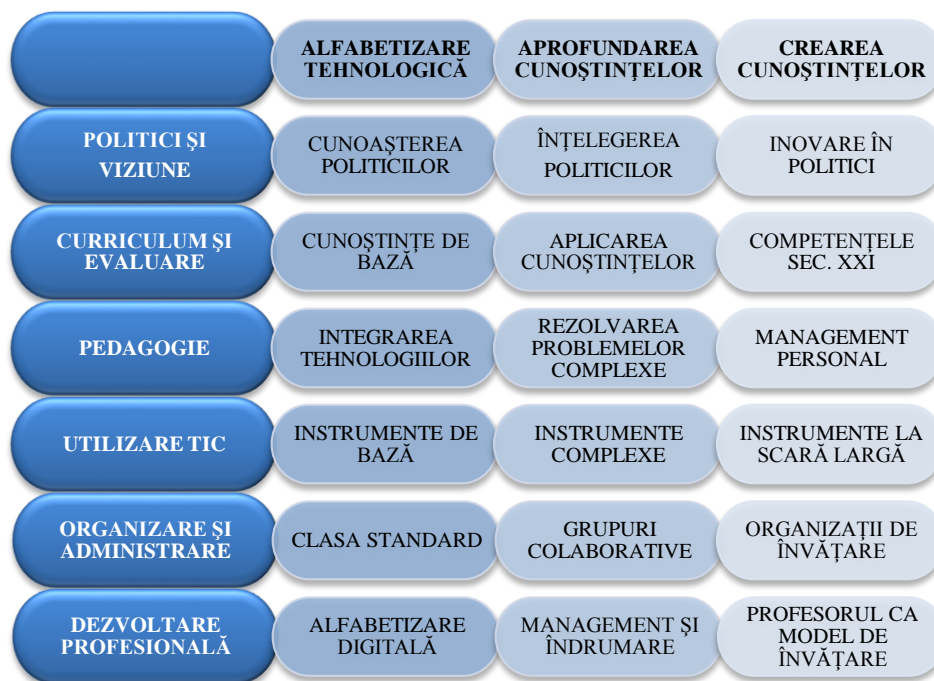 ALFABETIZARE
TEHNOLOGICĂ
APROFUNDAREA
CUNOŞTINŢELOR
CREAREA
CUNOŞTINŢELOR
POLITICI ŞI
VIZIUNE
CUNOAŞTEREA
POLITICILOR
ÎNŢELEGEREA
POLITICILOR
INOVARE ÎN
POLITICI
CURRICULUM ŞI
EVALUARE
CUNOŞTINŢE DE
BAZĂ
APLICAREA
CUNOŞTINŢELOR
COMPETENŢELE
SEC. XXI
PEDAGOGIE
INTEGRAREA
TEHNOLOGIILOR
REZOLVAREA
PROBLEMELOR
COMPLEXE
MANAGEMENT
PERSONAL
UTILIZARE TIC
INSTRUMENTE DE
BAZĂ
INSTRUMENTE
COMPLEXE
INSTRUMENTE LA
SCARĂ LARGĂ
ORGANIZARE ŞI
ADMINISTRARE
CLASA STANDARD
GRUPURI
COLABORATIVE
ORGANIZAŢII DE
ÎNVĂŢARE
DEZVOLTARE
PROFESIONALĂ
ALFABETIZARE
DIGITALĂ
MANAGEMENT ȘI
ÎNDRUMARE
PROFESORUL CA
MODEL DE
ÎNVĂŢARE